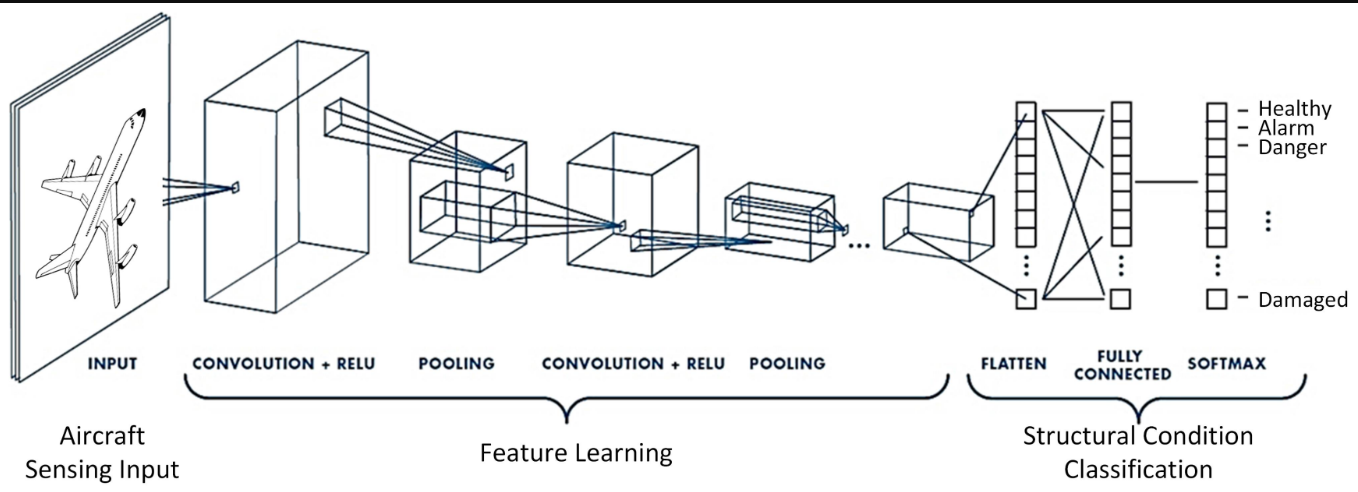 Healthy
Alarm
Danger
Damaged
INPUT
CONVOLUTION + RELU
POOLING
CONVOLUTION + RELU
POOLING
FLATTEN
FULLY
CONNECTED
SOFTMAX
Aircraft
Sensing Input
Feature Learning
Structural Condition
Classification